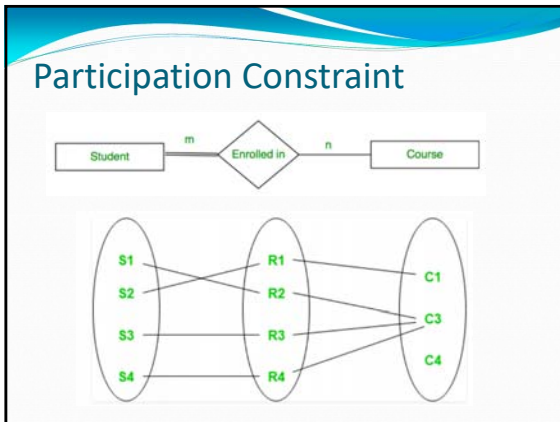 Participation Constraint
m n
Student Enrolled in Course
S1 R1 C1
S2 R2 C3
S3 R3 C4
S4 R4